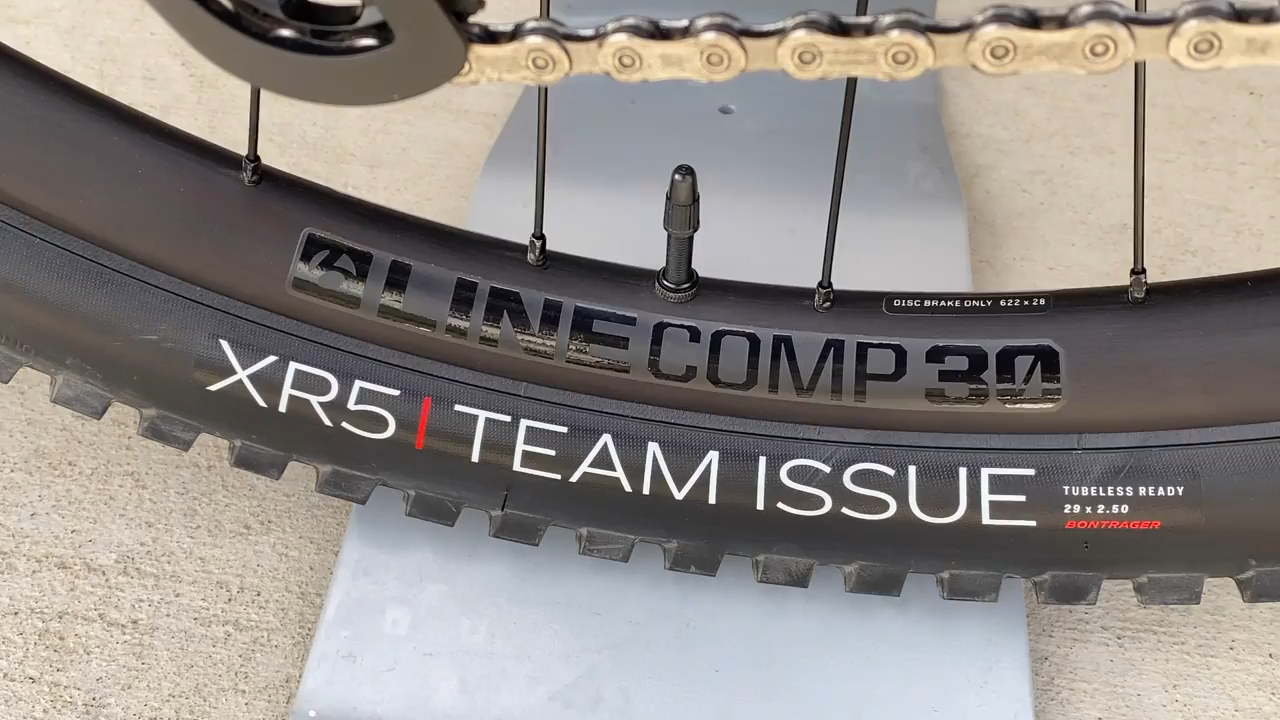 LINE COMP 30
DISC BRAKE ONLY 622 x 28
XR5 | TEAM ISSUE
TUBELESS READY
29 x 2.50
BONTRAGER